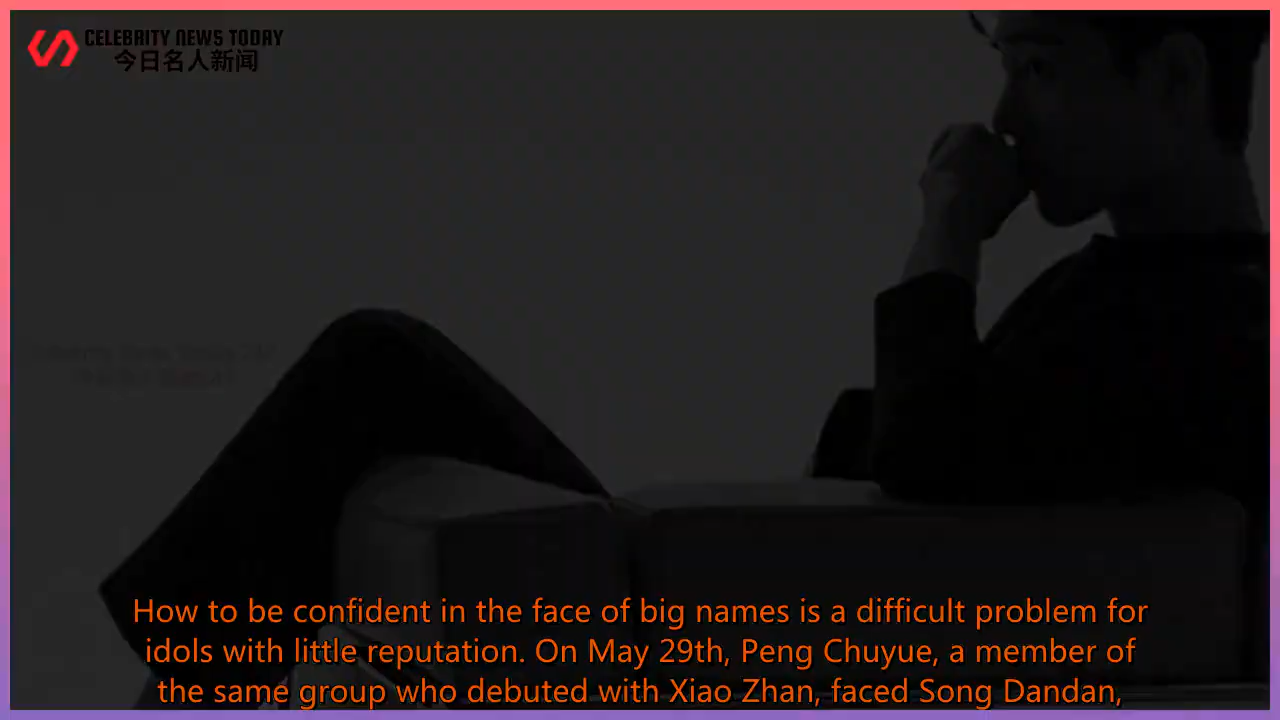 CELEBRITY NEWS TODAY
今日名人新闻
How to be confident in the face of big names is a difficult problem for
idols with little reputation. On May 29th, Peng Chuyue, a member of
the same group who debuted with Xiao Zhan, faced Song Dandan,